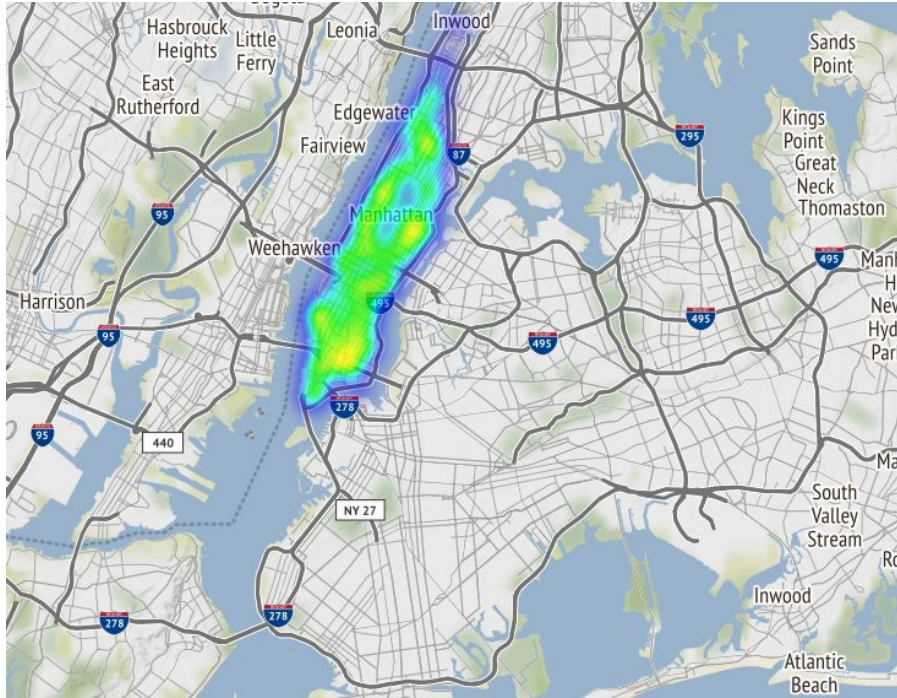 Inwood
Hasbrouck
Heights
Little
Ferry
Leonia
Sands
Point
East
Rutherford
Edgewater
Fairview
87
295
Kings
Point
Great
Neck
Thomaston
95
Manhattan
Weehawken
495
Harrison
495
95
495
495
278
95
440
NY 27
South
Valley
Stream
Inwood
278
278
Atlantic
Beach